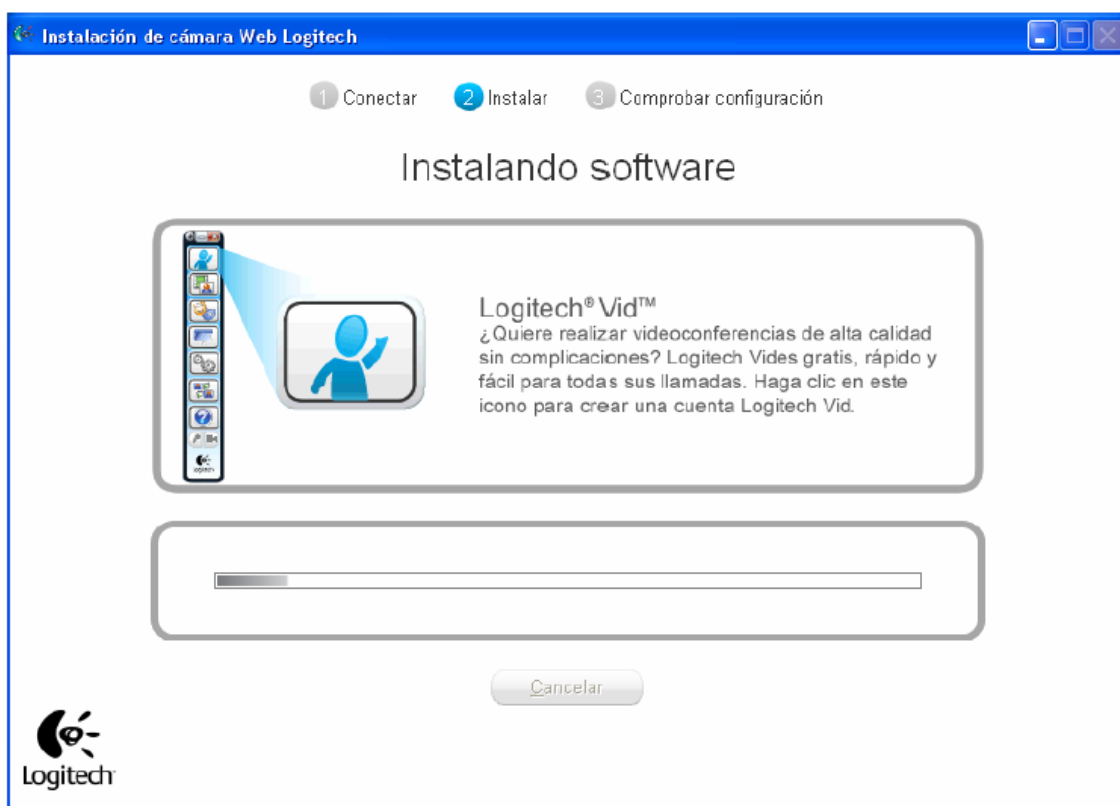 Instalación de cámara Web Logitech
1 Conectar 2 Instalar 3 Comprobar configuración
Instalando software
Logitech® Vid™
¿Quiere realizar videoconferencias de alta calidad
sin complicaciones? Logitech Vides gratis, rápido y
fácil para todas sus llamadas. Haga clic en este
icono para crear una cuenta Logitech Vid.
Logitech
Cancelar
Logitech